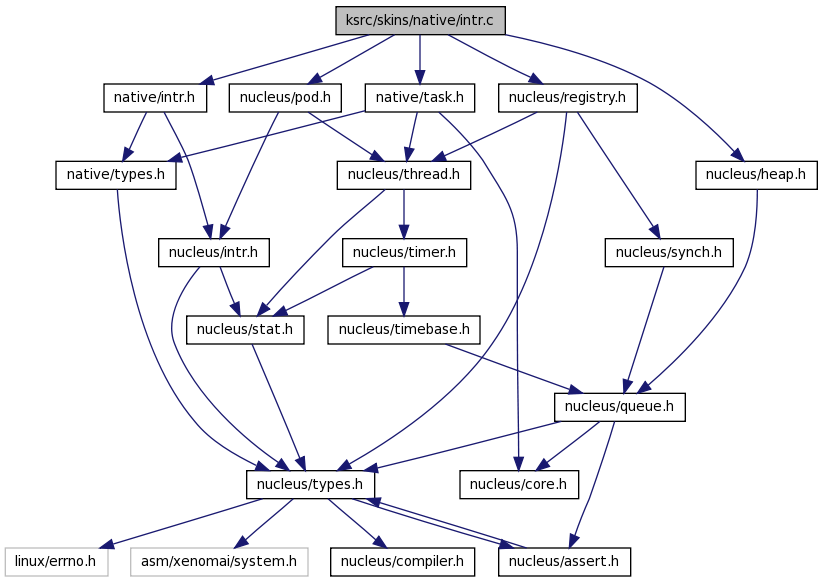 ksrc/skins/native/intr.c
native/intr.h
nucleus/pod.h
native/task.h
nucleus/registry.h
native/types.h
nucleus/thread.h
nucleus/heap.h
nucleus/intr.h
nucleus/timer.h
nucleus/synch.h
nucleus/stat.h
nucleus/timebase.h
nucleus/queue.h
nucleus/types.h
nucleus/core.h
linux/errno.h
asm/xenomai/system.h
nucleus/compiler.h
nucleus/assert.h